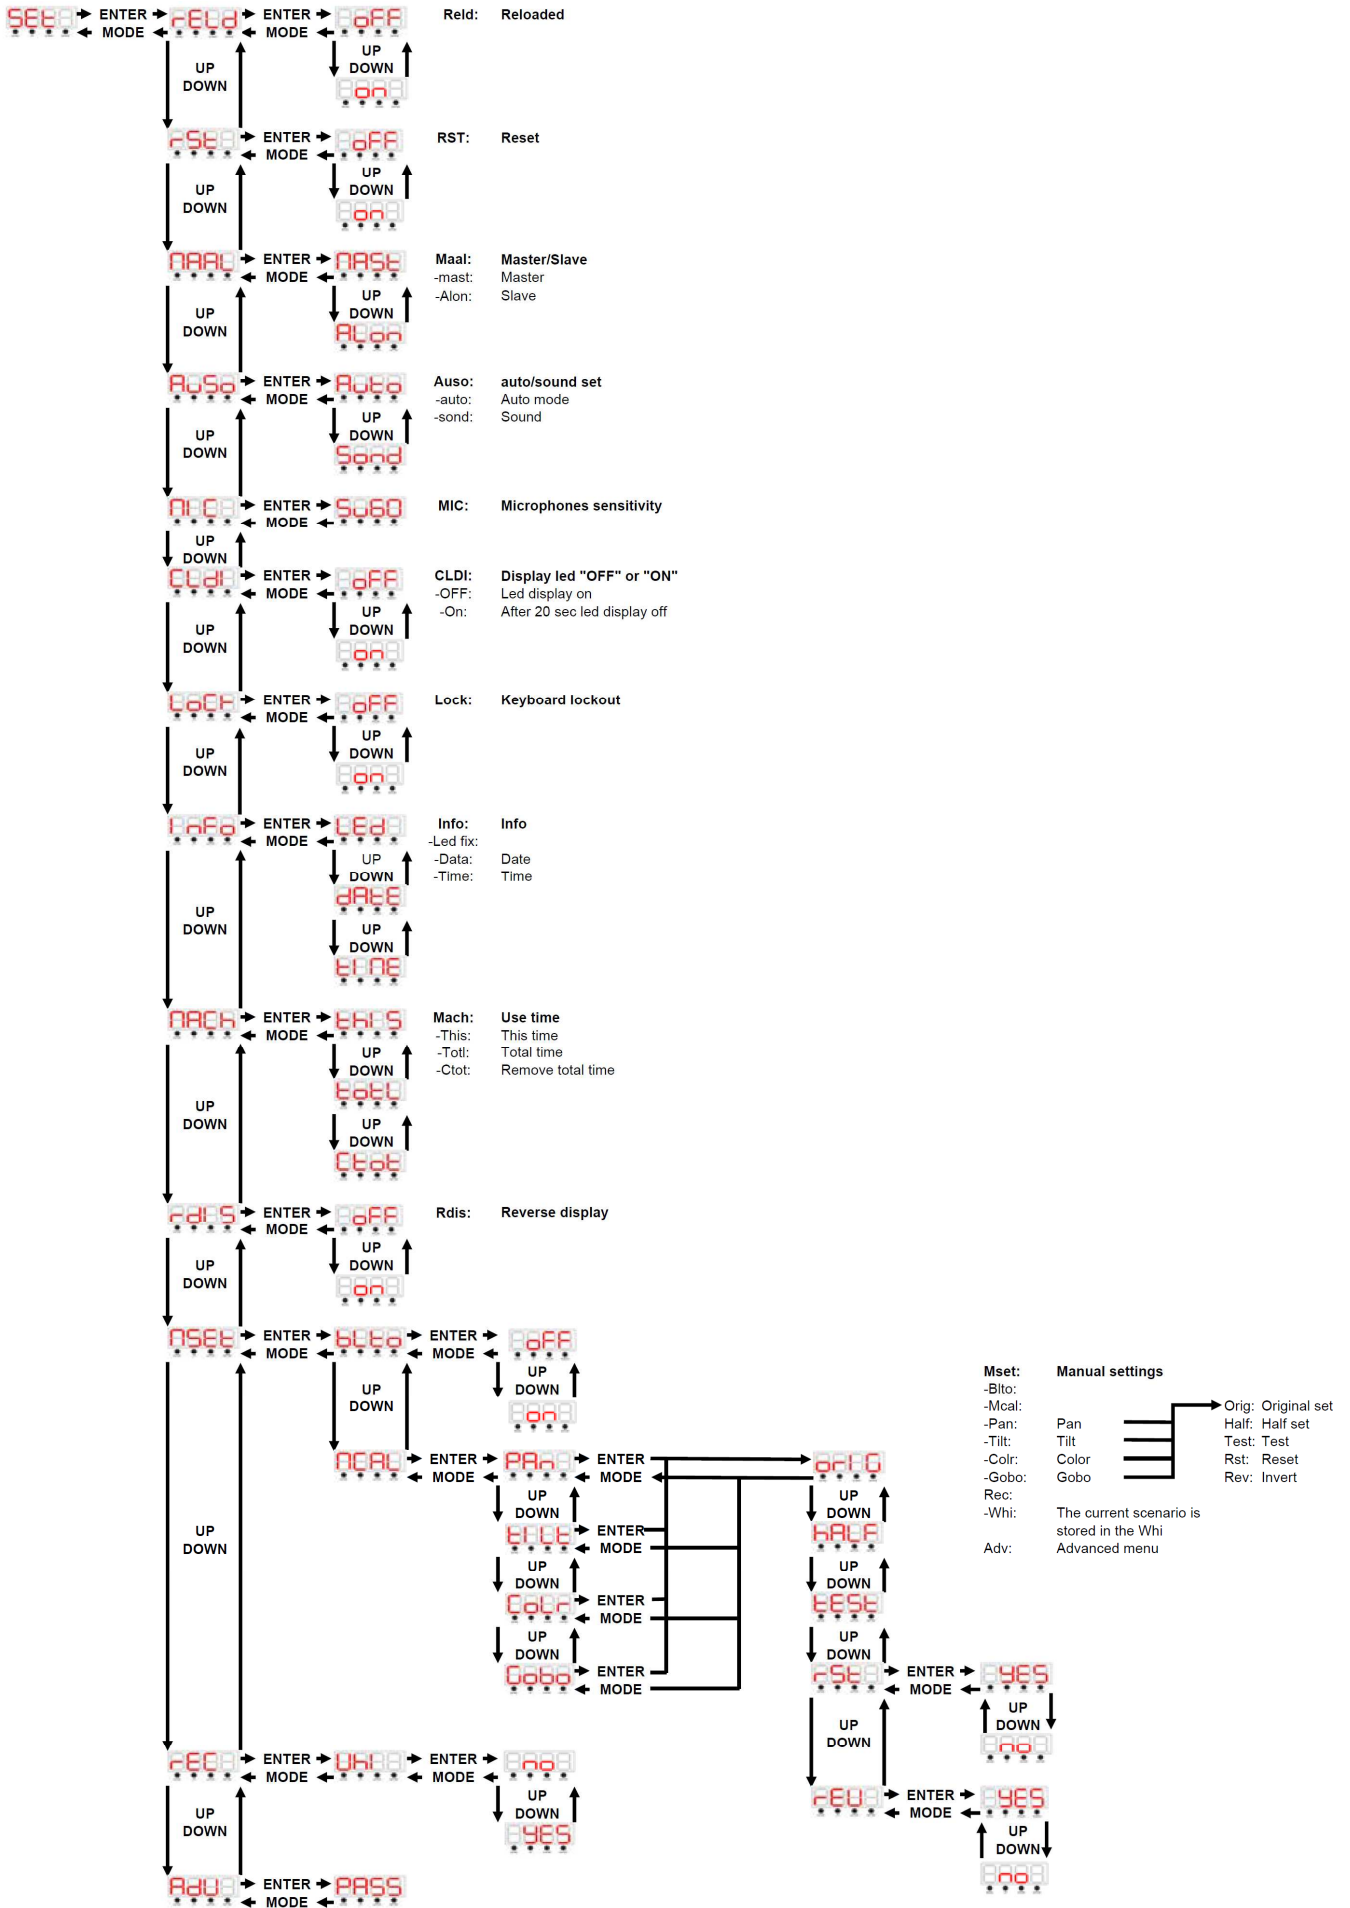 SEt ENTER rELd ENTER oFF Reld: Reloaded
MODE MODE
UP UP
DOWN DOWN
on
rSt ENTER oFF RST: Reset
MODE MODE
UP UP
DOWN DOWN
on
MAAL ENTER MASt Maal: Master/Slave
MODE -mast: Master
UP UP -Alon: Slave
DOWN DOWN
ALon
AuSo ENTER Auto Auso: auto/sound set
MODE -auto: Auto mode
UP UP -sond: Sound
DOWN DOWN
Sond
MIC ENTER Su60 MIC: Microphones sensitivity
MODE
UP
DOWN
CLdI ENTER oFF CLDI: Display led "OFF" or "ON"
MODE -OFF: Led display on
UP UP -On: After 20 sec led display off
DOWN DOWN
on
LoCk ENTER oFF Lock: Keyboard lockout
MODE
UP UP
DOWN DOWN
on
InFo ENTER LEd Info: Info
MODE -Led fix:
UP -Data: Date
DOWN -Time: Time
dAtE
UP UP
DOWN DOWN
tIME
MACh ENTER thIS Mach: Use time
MODE -This: This time
UP -Totl: Total time
DOWN -Ctot: Remove total time
totL
UP UP
DOWN DOWN
Ctot
rdIS ENTER oFF Rdis: Reverse display
MODE
UP UP
DOWN DOWN
on
MSEt ENTER bLto ENTER oFF
MODE MODE
UP UP
DOWN DOWN
on
Mset: Manual settings
-Blto:
-Mcal:
-Pan: Pan
-Tilt: Tilt
-Colr: Color
-Gobo: Gobo
Rec:
-Whi: The current scenario is
stored in the Whi
Adv: Advanced menu
Orig: Original set
Half: Half set
Test: Test
Rst: Reset
Rev: Invert
MCAL ENTER PAn ENTER orIG
MODE MODE
UP UP
DOWN DOWN
tILt ENTER hALF
MODE
UP UP
DOWN DOWN
CoLr ENTER tESt
MODE
UP UP
DOWN DOWN
Gobo ENTER rSt ENTER YES
MODE MODE
UP UP
DOWN DOWN
no
UP
DOWN
rEC ENTER UhI ENTER no
MODE MODE
rEU ENTER YES
MODE
UP UP UP
DOWN DOWN DOWN
YES no
AdU ENTER PASS
MODE